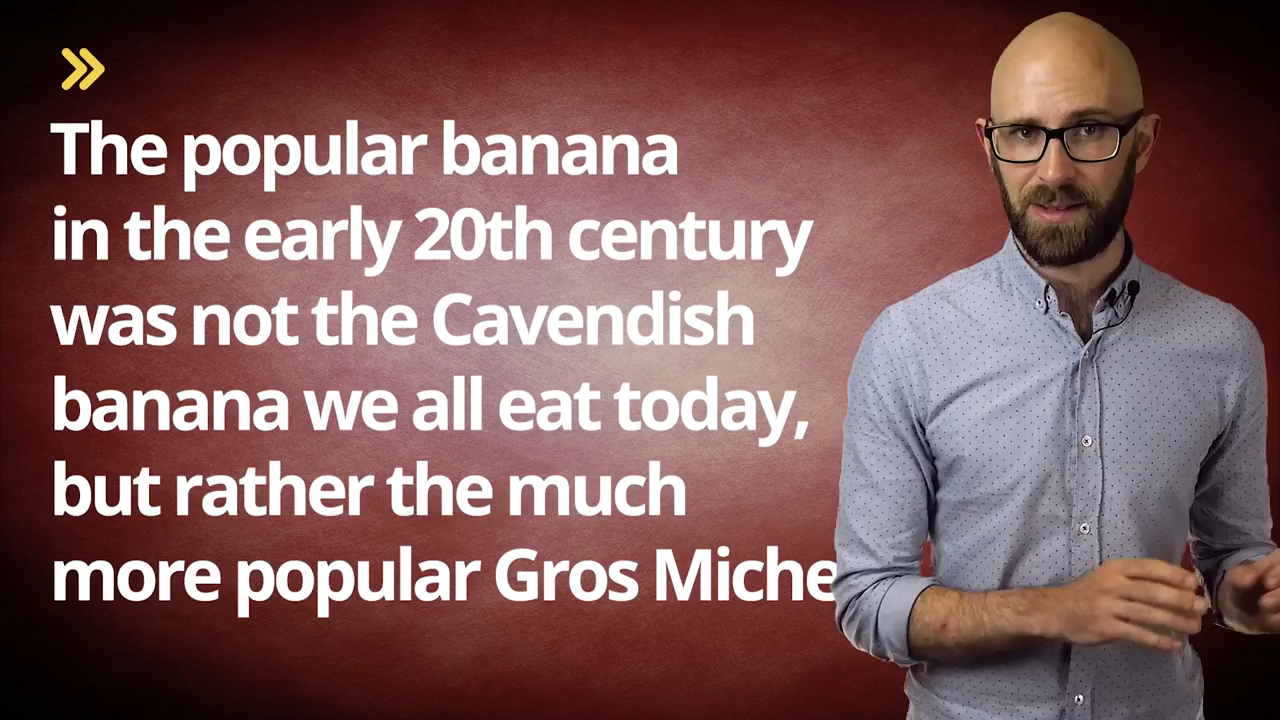 The popular banana
in the early 20th century
was not the Cavendish
banana we all eat today,
but rather the much
more popular Gros Miche